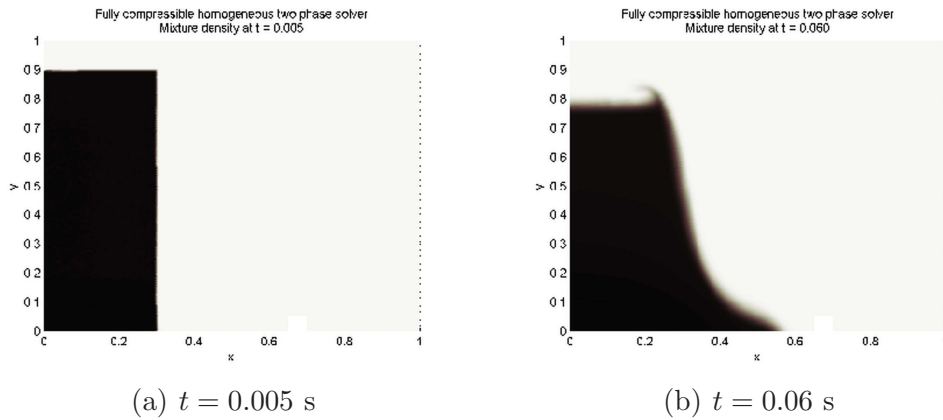 Fully compressible homogeneous two phase solver
Mixture density at t = 0.005
1
0.9
0.8
0.7
0.6
0.5
0.4
0.3
0.2
0.1
0
y
0 0.2 0.4 0.6 0.8 1
x
(a) t = 0.005 s
Fully compressible homogeneous two phase solver
Mixture density at t = 0.060
1
0.9
0.8
0.7
0.6
0.5
0.4
0.3
0.2
0.1
0
y
0 0.2 0.4 0.6 0.8 1
x
(b) t = 0.06 s